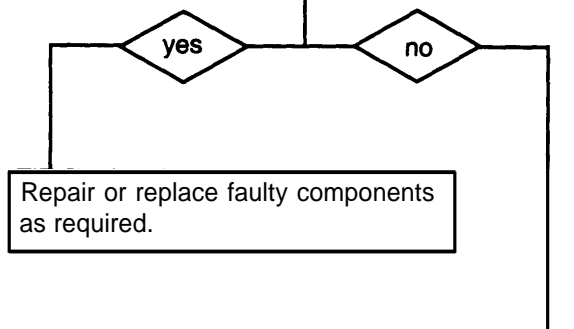 yes no
Repair or replace faulty components
as required.